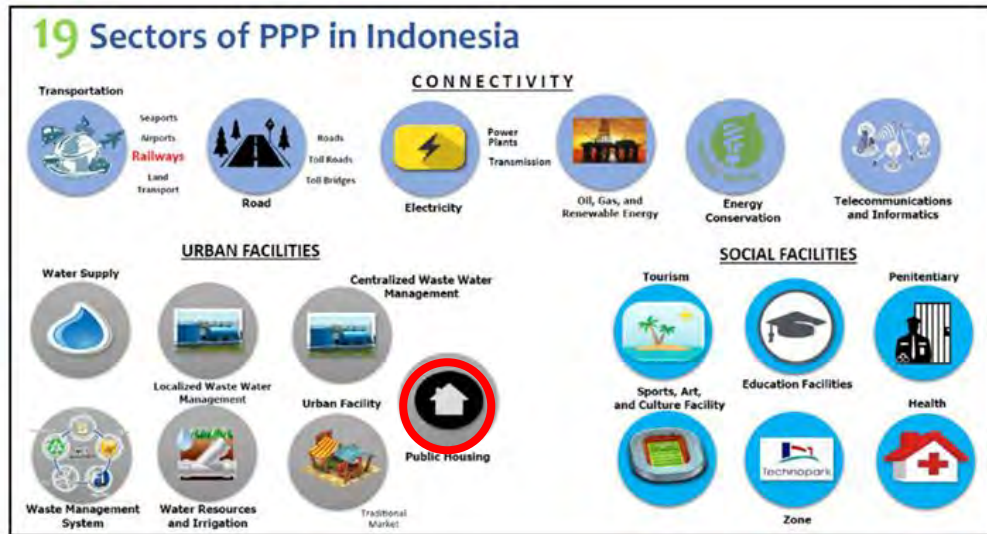 19 Sectors of PPP in Indonesia
CONNECTIVITY
Transportation
Seaports
Airports
Railways
Land
Transport
Road
Roads
Toll Roads
Toll Bridges
Electricity
Power
Plants
Transmission
Oil, Gas, and
Renewable Energy
Energy
Conservation
Telecommunications
and Informatics
URBAN FACILITIES
Water Supply
Localized Waste Water
Management
Centralized Waste Water
Management
Waste Management
System
Water Resources
and Irrigation
Urban Facility
Traditional
Market
Public Housing
SOCIAL FACILITIES
Tourism
Education Facilities
Penitentiary
Sports, Art,
and Culture Facility
Technopark
Zone
Health